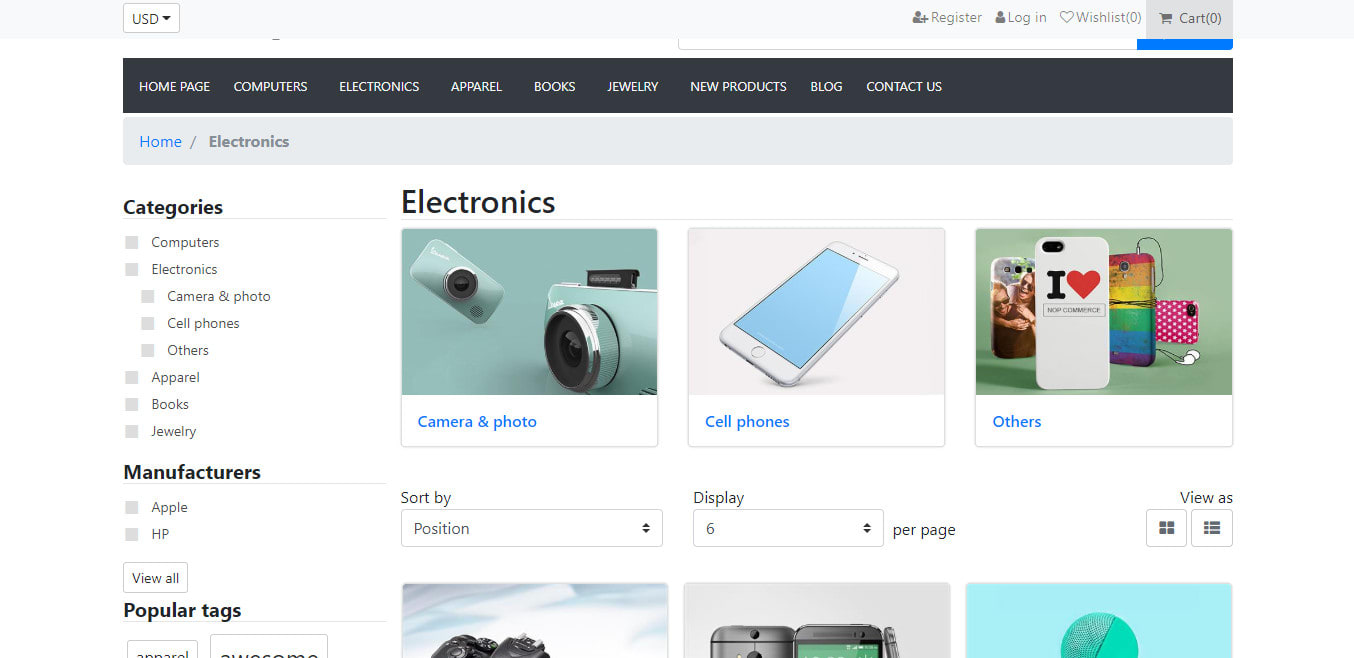 USD
Register Log in Wishlist(0) Cart(0)
HOME PAGE COMPUTERS ELECTRONICS APPAREL BOOKS JEWELRY NEW PRODUCTS BLOG CONTACT US
Home / Electronics
Categories
Computers
Electronics
Camera & photo
Cell phones
Others
Apparel
Books
Jewelry
Manufacturers
Apple
HP
View all
Popular tags
apparel awesome
Electronics
I
NOP COMMERCE
Camera & photo
Cell phones
Others
Sort by
Position
Display
6
per page
View as